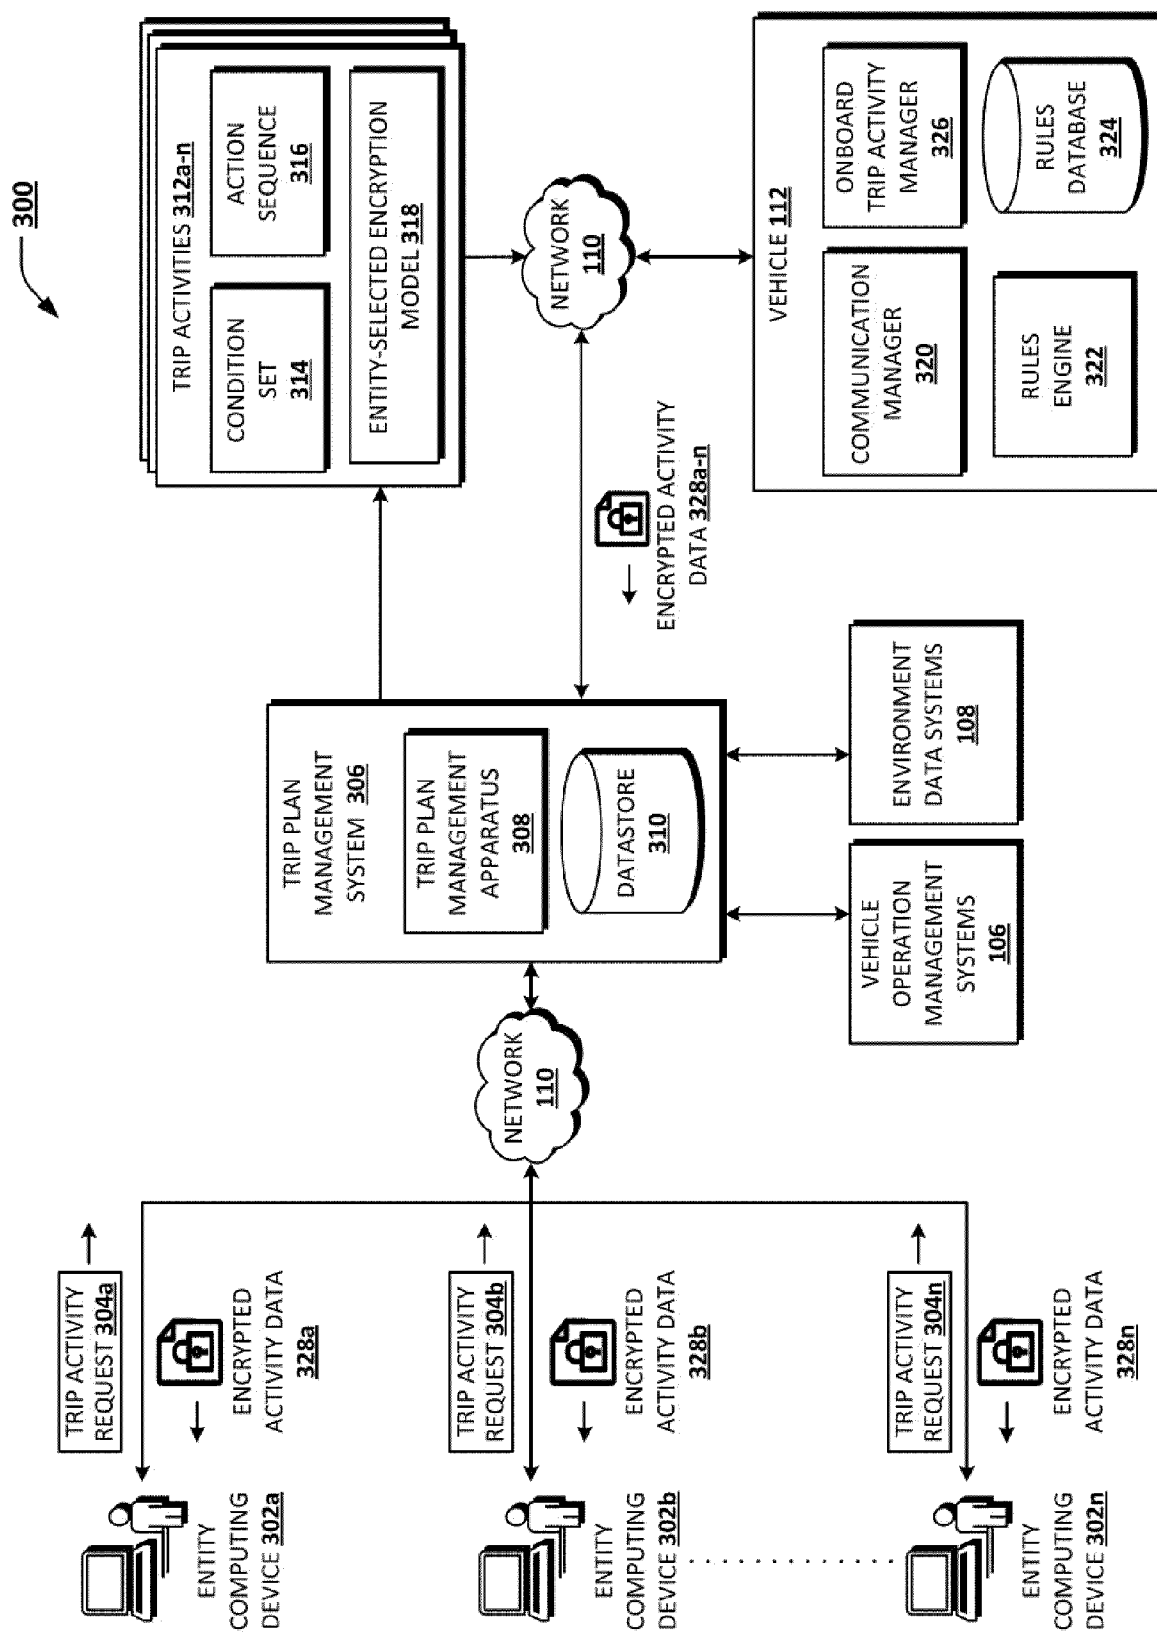 300
TRIP ACTIVITY
REQUEST 304a
ENCRYPTED
ACTIVITY DATA
328a
ENTITY
COMPUTING
DEVICE 302a
TRIP ACTIVITY
REQUEST 304b
ENCRYPTED
ACTIVITY DATA
328b
ENTITY
COMPUTING
DEVICE 302b
TRIP ACTIVITY
REQUEST 304n
ENCRYPTED
ACTIVITY DATA
328n
ENTITY
COMPUTING
DEVICE 302n
NETWORK
110
TRIP PLAN
MANAGEMENT
SYSTEM 306
TRIP PLAN
MANAGEMENT
APPARATUS
308
DATASTORE
310
VEHICLE
OPERATION
MANAGEMENT
SYSTEMS
106
ENVIRONMENT
DATA SYSTEMS
108
TRIP ACTIVITIES 312a-n
CONDITION
SET
314
ACTION
SEQUENCE
316
ENTITY-SELECTED ENCRYPTION
MODEL 318
NETWORK
110
ENCRYPTED ACTIVITY
DATA 328a-n
VEHICLE 112
COMMUNICATION
MANAGER
320
ONBOARD
TRIP ACTIVITY
MANAGER
326
RULES
ENGINE
322
RULES
DATABASE
324